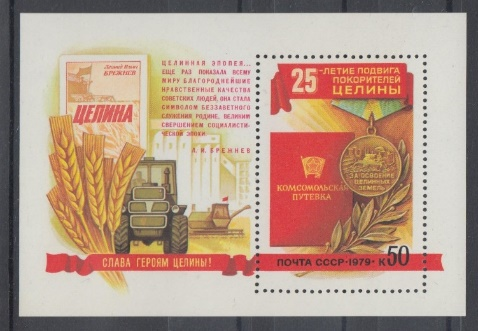 Леонид Ильич
БРЕЖНЕВ
ЦЕЛИНА
ЦЕЛИННАЯ ЭПОПЕЯ...
ЕЩЕ РАЗ ПОКАЗАЛА ВСЕМУ
МИРУ БЛАГОРОДНЕЙШИЕ
НРАВСТВЕННЫЕ КАЧЕСТВА
СОВЕТСКИХ ЛЮДЕЙ, ОНА СТАЛА
СИМВОЛОМ БЕЗЗАВЕТНОГО
СЛУЖЕНИЯ РОДИНЕ, ВЕЛИКИМ
СВЕРШЕНИЕМ СОЦИАЛИСТИ-
ЧЕСКОЙ ЭПОХИ.
Л. И. БРЕЖНЕВ
СЛАВА ГЕРОЯМ ЦЕЛИНЫ!
25-ЛЕТИЕ ПОДВИГА
ПОКОРИТЕЛЕЙ
ЦЕЛИНЫ
КОМСОМОЛЬСКАЯ
ПУТЕВКА
ЗА ОСВОЕНИЕ
ЦЕЛИННЫХ
ЗЕМЕЛЬ
ПОЧТА СССР•1979• К50